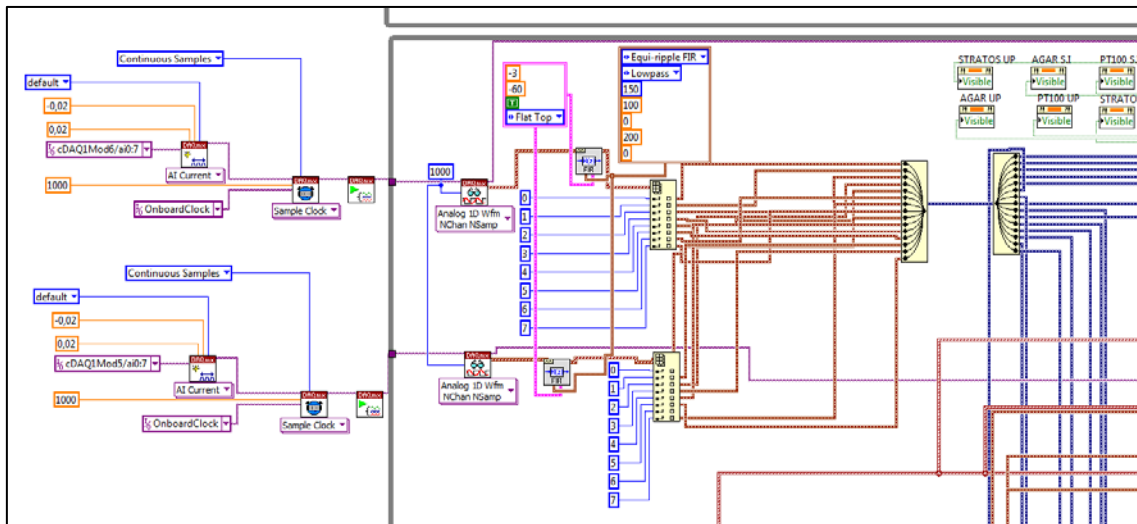 Continuous Samples
default
-0,02
0,02
cDAQ1Mod6/ai0:7
AI Current
1000
OnboardClock
Sample Clock
Continuous Samples
default
-0,02
0,02
cDAQ1Mod5/ai0:7
AI Current
1000
OnboardClock
Sample Clock
-3
-60
Flat Top
Equi-ripple FIR
Lowpass
150
100
0
200
0
1000
Analog 1D Wfm
NChan NSamp
FIR
0
1
2
3
4
5
6
7
Analog 1D Wfm
NChan NSamp
FIR
0
1
2
3
4
5
6
7
STRATOS UP
AGAR S.I
PT100 S.
Visible
Visible
Visible
AGAR UP
PT100 UP
STRATO
Visible
Visible
Visible